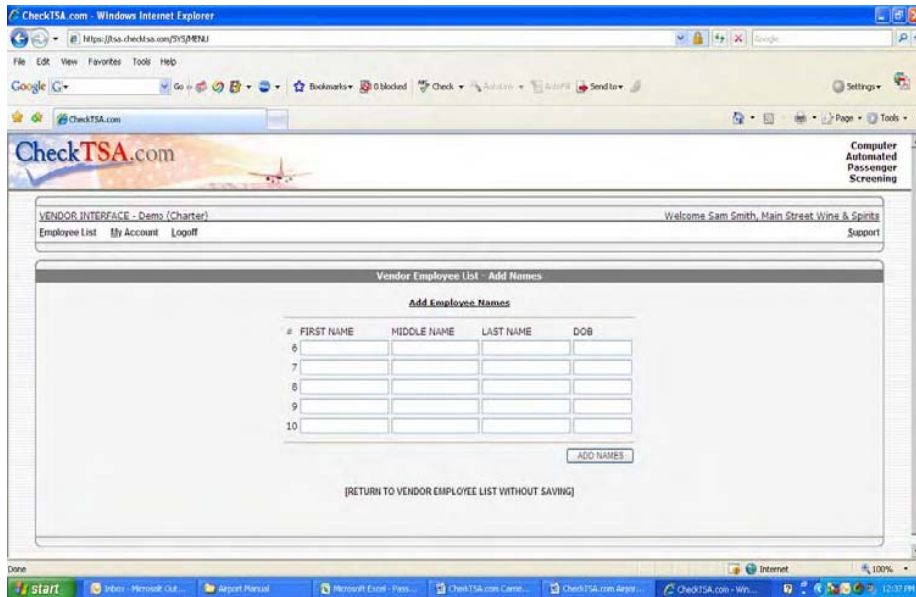 CheckTSA.com - Windows Internet Explorer
https://tsa.checktsa.com/SYS/MENU
Google
File Edit View Favorites Tools Help
Google G Go Bookmarks 0 blocked Check AutoLink AutoFill Send to Settings
CheckTSA.com Page Tools
CheckTSA.com
Computer
Automated
Passenger
Screening
VENDOR INTERFACE - Demo (Charter) Welcome Sam Smith, Main Street Wine & Spirits
Employee List My Account Logoff Support
Vendor Employee List - Add Names
Add Employee Names
# FIRST NAME MIDDLE NAME LAST NAME DOB
6
7
8
9
10
ADD NAMES
[RETURN TO VENDOR EMPLOYEE LIST WITHOUT SAVING]
Done Internet 100%
start Inbox - Microsoft Out... Airport Manual Microsoft Excel - Pass... CheckTSA.com Carrie... CheckTSA.com Airpor... CheckTSA.com - Win... 12:07 PM